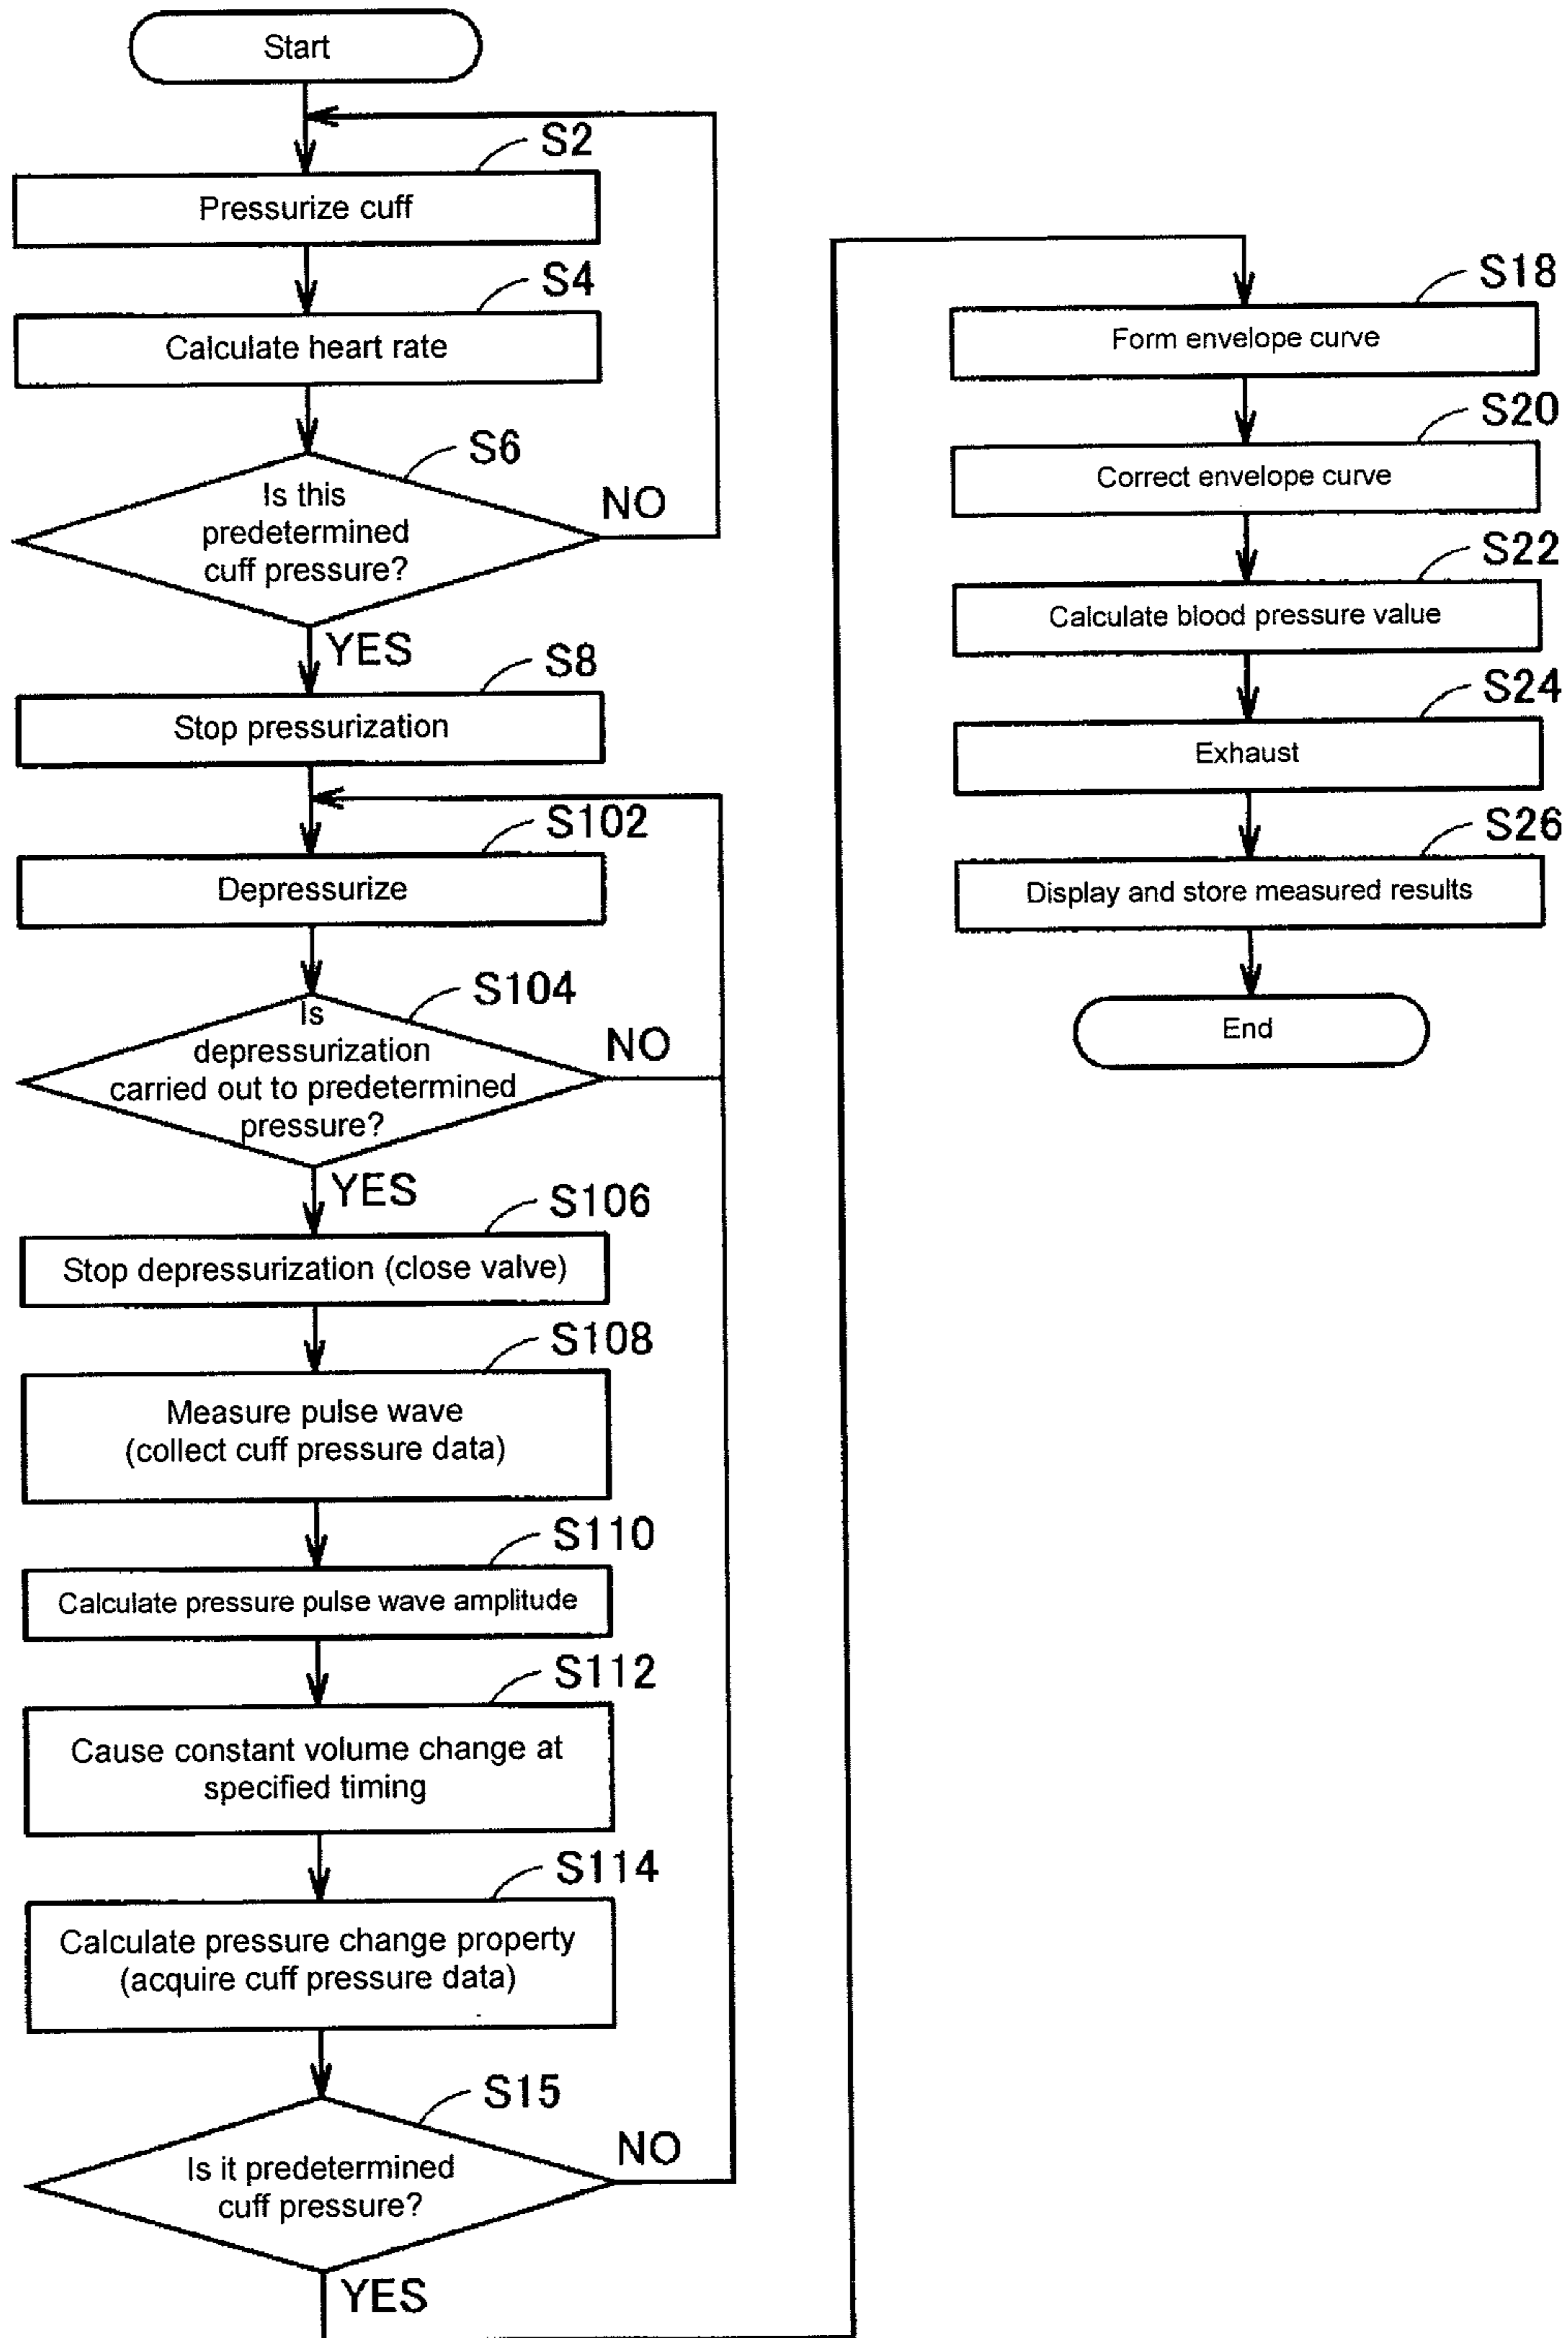 Start
S2
Pressurize cuff
S4
Calculate heart rate
S6
Is this
predetermined
cuff pressure?
NO
YES
S8
Stop pressurization
S102
Depressurize
S104
Is
depressurization
carried out to predetermined
pressure?
NO
YES
S106
Stop depressurization (close valve)
S108
Measure pulse wave
(collect cuff pressure data)
S110
Calculate pressure pulse wave amplitude
S112
Cause constant volume change at
specified timing
S114
Calculate pressure change property
(acquire cuff pressure data)
S15
Is it predetermined
cuff pressure?
NO
YES
S18
Form envelope curve
S20
Correct envelope curve
S22
Calculate blood pressure value
S24
Exhaust
S26
Display and store measured results
End